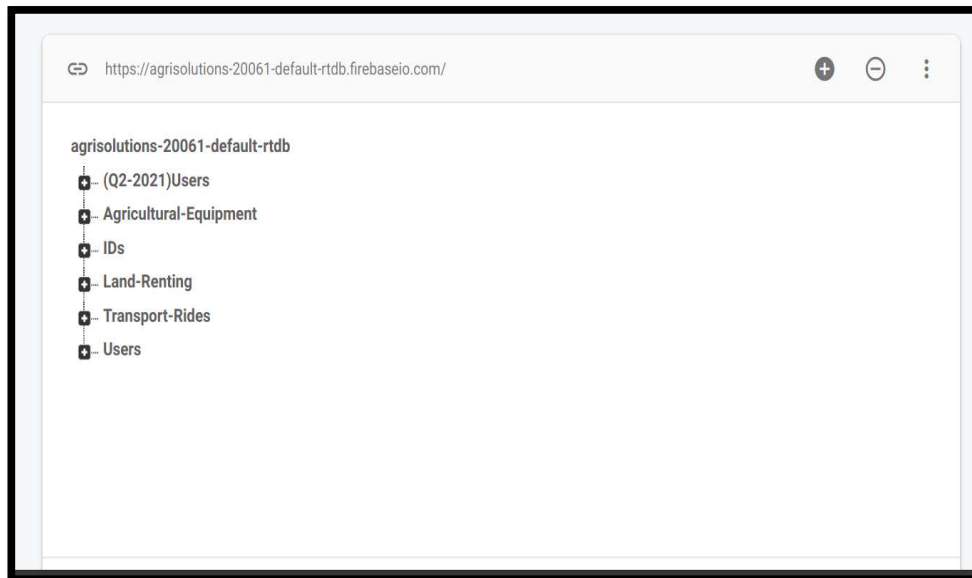 https://agrisolutions-20061-default-rtdb.firebaseio.com/
agrisolutions-20061-default-rtdb
(Q2-2021)Users
Agricultural-Equipment
IDs
Land-Renting
Transport-Rides
Users